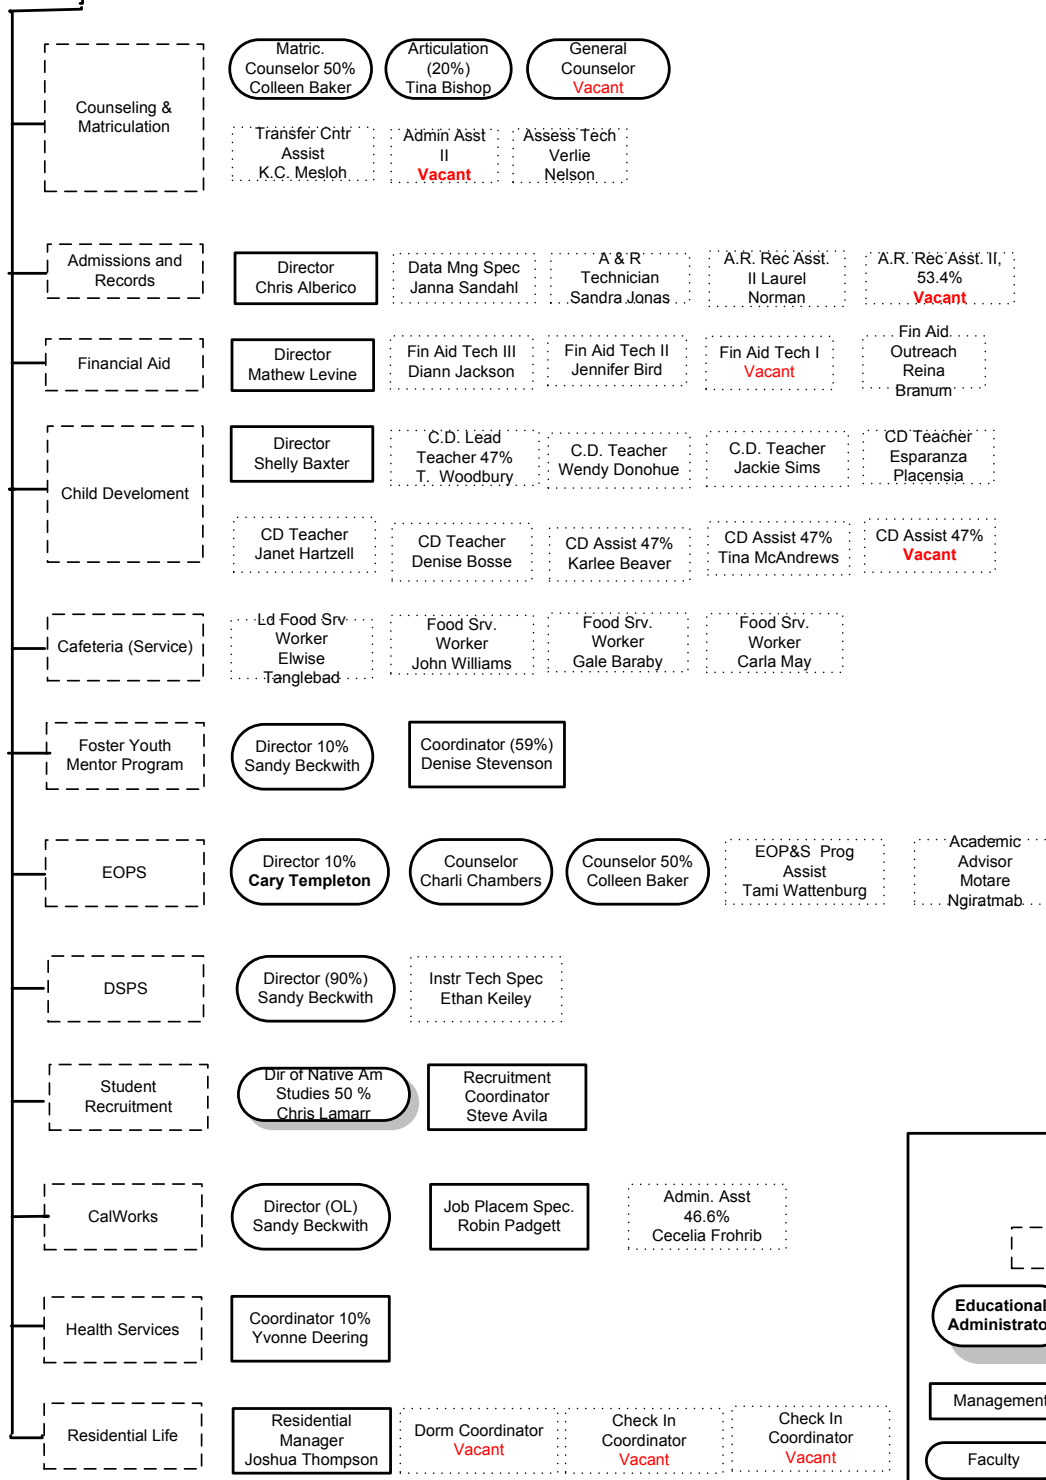 Counseling &
Matriculation
Matric.
Counselor 50%
Colleen Baker
Articulation
(20%)
Tina Bishop
General
Counselor
Vacant
Transfer Cntr
Assist
K.C. Mesloh
Admin Asst
II
Vacant
Assess Tech
Verlie
Nelson
Admissions and
Records
Director
Chris Alberico
Data Mng Spec
Janna Sandahl
A & R
Technician
Sandra Jonas
A.R. Rec Asst.
II Laurel
Norman
A.R. Rec Asst. II,
53.4%
Vacant
Financial Aid
Director
Mathew Levine
Fin Aid Tech III
Diann Jackson
Fin Aid Tech II
Jennifer Bird
Fin Aid Tech I
Vacant
Fin Aid
Outreach
Reina
Branum
Child Develoment
Director
Shelly Baxter
C.D. Lead
Teacher 47%
T. Woodbury
C.D. Teacher
Wendy Donohue
C.D. Teacher
Jackie Sims
CD Teacher
Esparanza
Placensia
CD Teacher
Janet Hartzell
CD Teacher
Denise Bosse
CD Assist 47%
Karlee Beaver
CD Assist 47%
Tina McAndrews
CD Assist 47%
Vacant
Cafeteria (Service)
Ld Food Srv
Worker
Elwise
Tanglebad
Food Srv.
Worker
John Williams
Food Srv.
Worker
Gale Baraby
Food Srv.
Worker
Carla May
Foster Youth
Mentor Program
Director 10%
Sandy Beckwith
Coordinator (59%)
Denise Stevenson
EOPS
Director 10%
Cary Templeton
Counselor
Charli Chambers
Counselor 50%
Colleen Baker
EOP&S Prog
Assist
Tami Wattenburg
Academic
Advisor
Motare
Ngiratmab
DSPS
Director (90%)
Sandy Beckwith
Instr Tech Spec
Ethan Keiley
Student
Recruitment
Dir of Native Am
Studies 50 %
Chris Lamarr
Recruitment
Coordinator
Steve Avila
CalWorks
Director (OL)
Sandy Beckwith
Job Placem Spec.
Robin Padgett
Admin. Asst
46.6%
Cecelia Frohrib
Health Services
Coordinator 10%
Yvonne Deering
Residential Life
Residential
Manager
Joshua Thompson
Dorm Coordinator
Vacant
Check In
Coordinator
Vacant
Check In
Coordinator
Vacant
Educational
Administrato
Management
Faculty